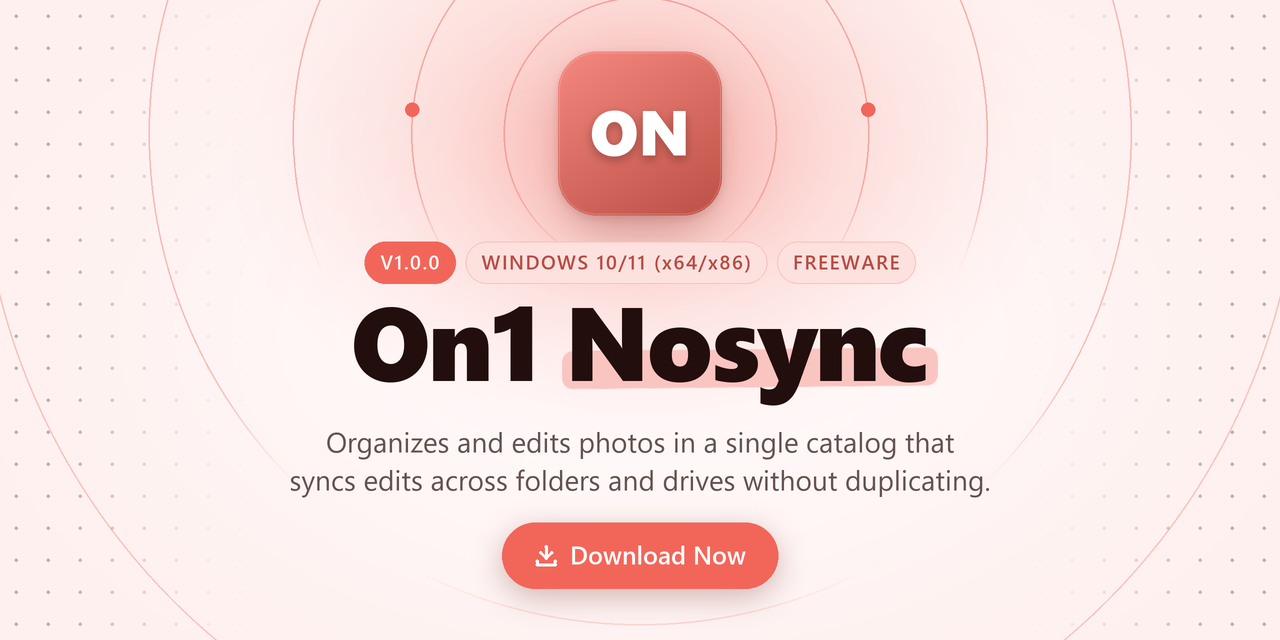 ON
V1.0.0
WINDOWS 10/11 (x64/x86)
FREEWARE
On1 Nosync
Organizes and edits photos in a single catalog that
syncs edits across folders and drives without duplicating.
Download Now